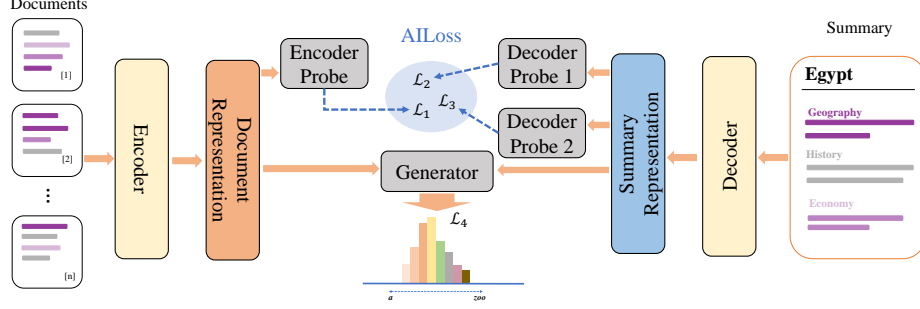 Documents
[1]
[2]
...
[n]
Encoder
Document
Representation
Encoder
Probe
AILoss
ℒ2
ℒ1
ℒ3
Decoder
Probe 1
Decoder
Probe 2
Generator
ℒ4
a
zoo
Summary
Representation
Decoder
Summary
Egypt
Geography
History
Economy